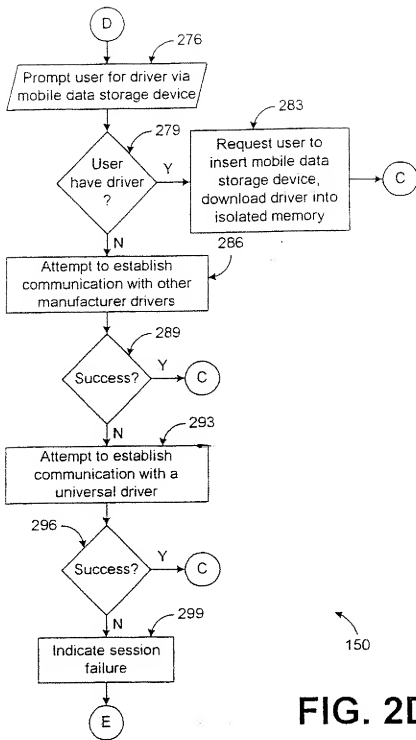 D
276
Prompt user for driver via
mobile data storage device
279
User
have driver
?
Y
283
Request user to
insert mobile data
storage device,
download driver into
isolated memory
C
N
286
Attempt to establish
communication with other
manufacturer drivers
289
Success?
Y
C
N
293
Attempt to establish
communication with a
universal driver
296
Success?
Y
C
N
299
Indicate session
failure
150
E
FIG. 2D